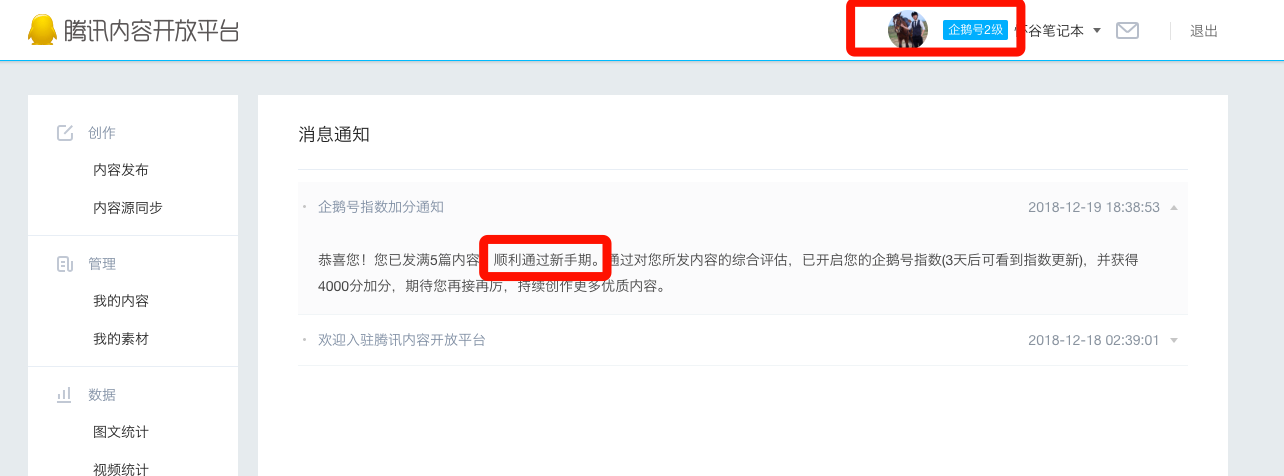 腾讯内容开放平台
企鹅号2级 怀谷笔记本 退出
创作
内容发布
内容源同步
管理
我的内容
我的素材
数据
图文统计
视频统计
消息通知
企鹅号指数加分通知 2018-12-19 18:38:53
恭喜您！您已发满5篇内容 顺利通过新手期。通过对您所发内容的综合评估，已开启您的企鹅号指数(3天后可看到指数更新)，并获得
4000分加分，期待您再接再厉，持续创作更多优质内容。
欢迎入驻腾讯内容开放平台 2018-12-18 02:39:01